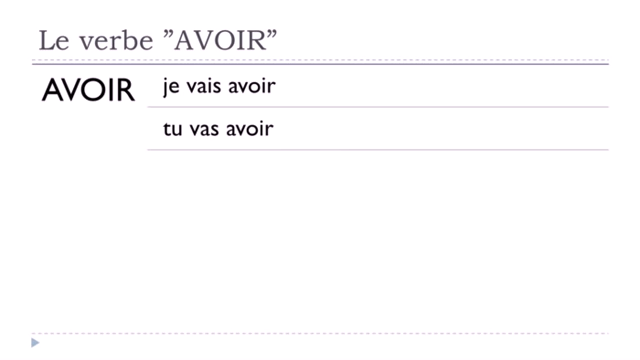 Le verbe ”AVOIR”
AVOIR
je vais avoir
tu vas avoir